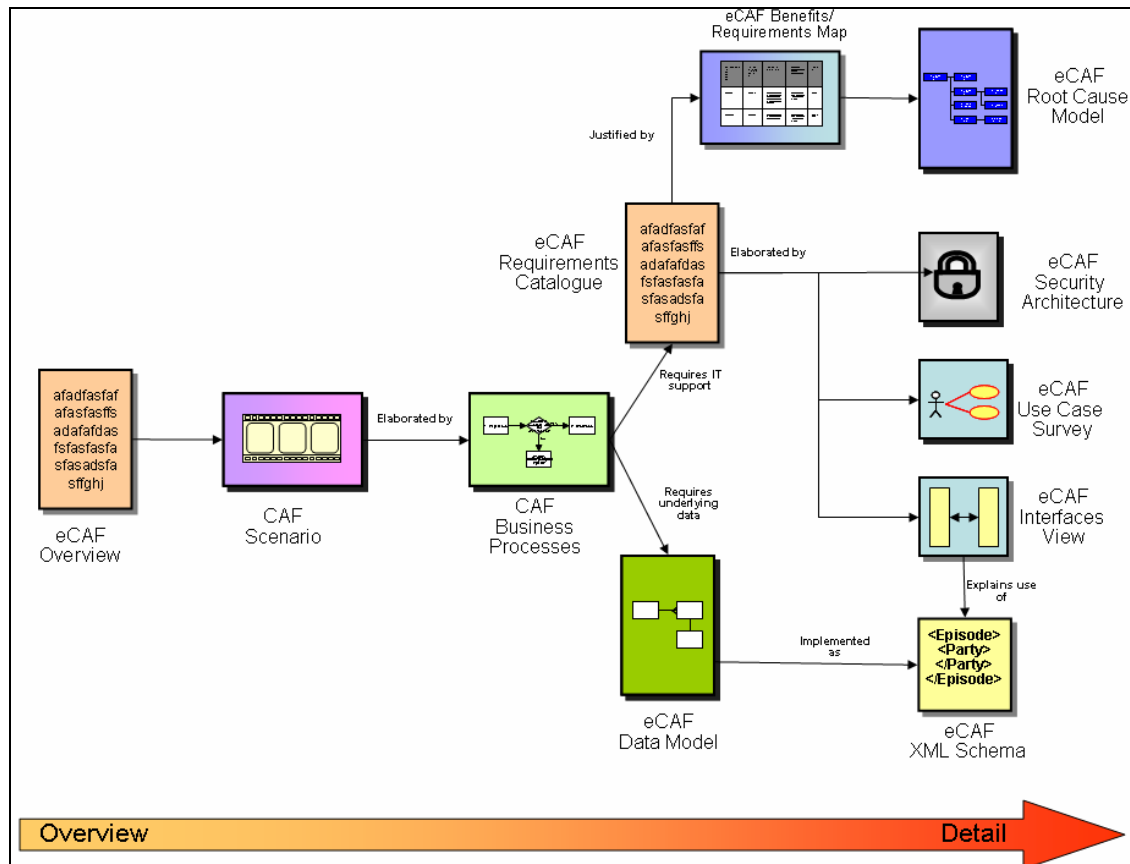 eCAF Benefits/
Requirements Map
eCAF
Root Cause
Model
Justified by
eCAF
Requirements
Catalogue
afadfasfaf
afasfasffs
adafafdas
fsfasfasfa
sfasadsfa
sffghj
Elaborated by
eCAF
Security
Architecture
Requires IT
support
eCAF
Use Case
Survey
afadfasfaf
afasfasffs
adafafdas
fsfasfasfa
sfasadsfa
sffghj
eCAF
Overview
CAF
Scenario
Elaborated by
CAF
Business
Processes
Requires
underlying
data
eCAF
Interfaces
View
Explains use
of
Implemented
as
<Episode>
<Party>
</Party>
</Episode>
eCAF
Data Model
eCAF
XML Schema
Overview
Detail